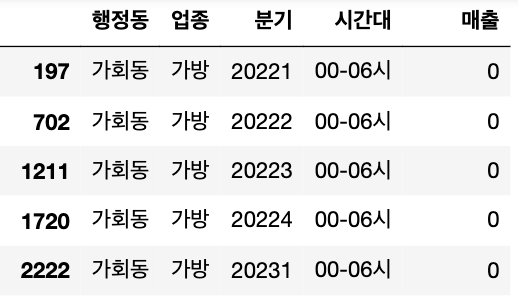 행정동 업종 분기 시간대 매출
197 가회동 가방 20221 00-06시 0
702 가회동 가방 20222 00-06시 0
1211 가회동 가방 20223 00-06시 0
1720 가회동 가방 20224 00-06시 0
2222 가회동 가방 20231 00-06시 0